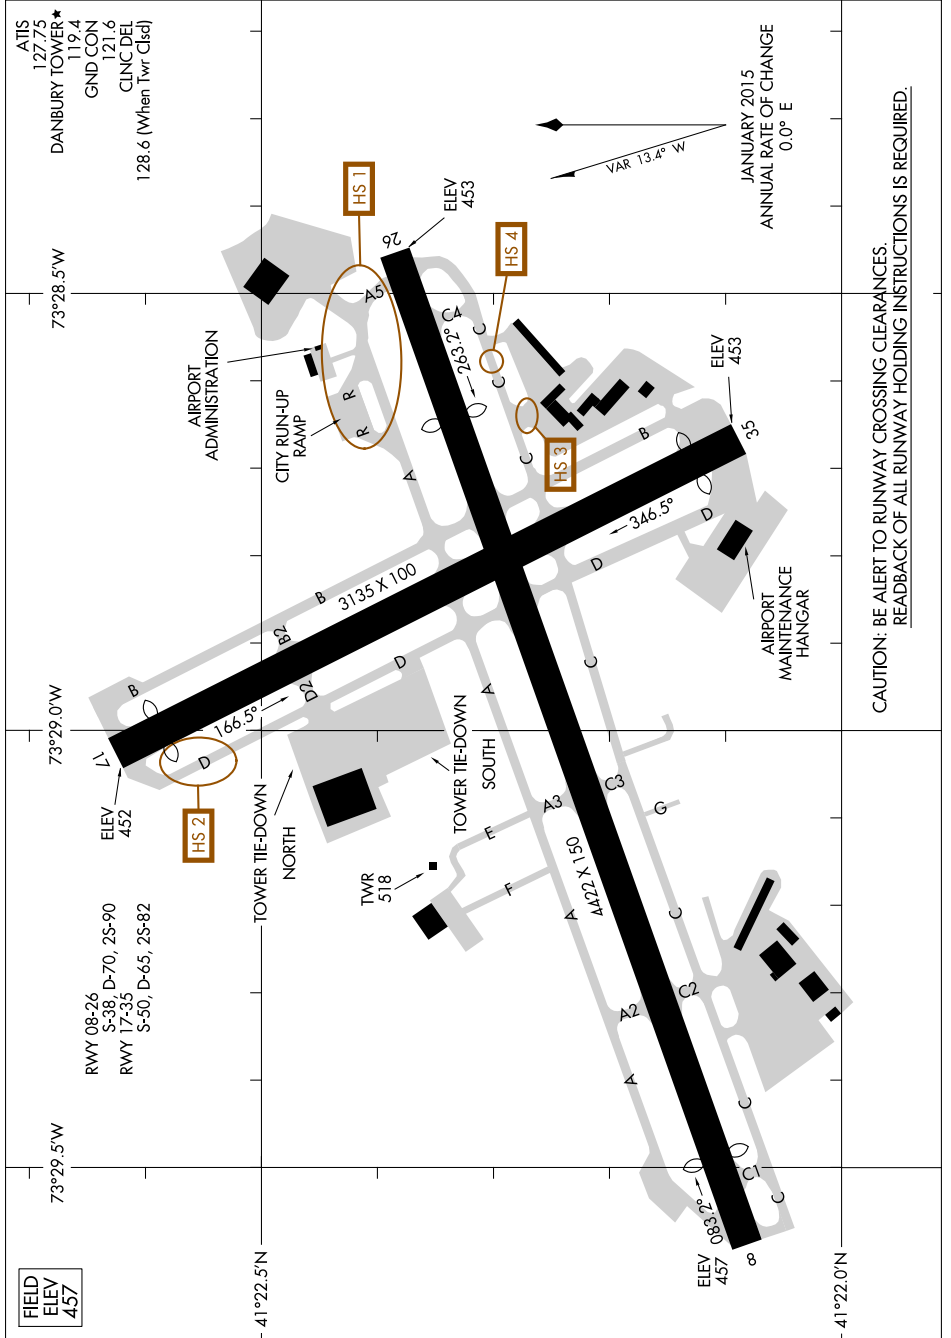 FIELD
ELEV
457
ATIS
127.75
DANBURY TOWER★
119.4
GND CON
121.6
CLNC DEL
128.6 (When Twr Clsd)
73°29.5'W
73°29.0'W
73°28.5'W
RWY 08-26
S-38, D-70, 2S-90
RWY 17-35
S-50, D-65, 2S-82
ELEV
452
17
HS 2
D
166.5°
B
B2
D2
B
D
3135 X 100
TOWER TIE-DOWN
NORTH
TOWER TIE-DOWN
SOUTH
TWR
518
E
F
AIRPORT
ADMINISTRATION
CITY RUN-UP
RAMP
R
R
HS 1
A5
26
ELEV
453
A
263.2°
C4
C
HS 4
C
HS 3
C
B
VAR 13.4° W
JANUARY 2015
ANNUAL RATE OF CHANGE
0.0° E
A
A3
C3
C
G
A
4422 X 150
A2
C2
C
A
C
C1
C
083.2°
8
ELEV
457
D
346.5°
D
35
ELEV
453
AIRPORT
MAINTENANCE
HANGAR
41°22.5'N
41°22.0'N
CAUTION: BE ALERT TO RUNWAY CROSSING CLEARANCES.
READBACK OF ALL RUNWAY HOLDING INSTRUCTIONS IS REQUIRED.